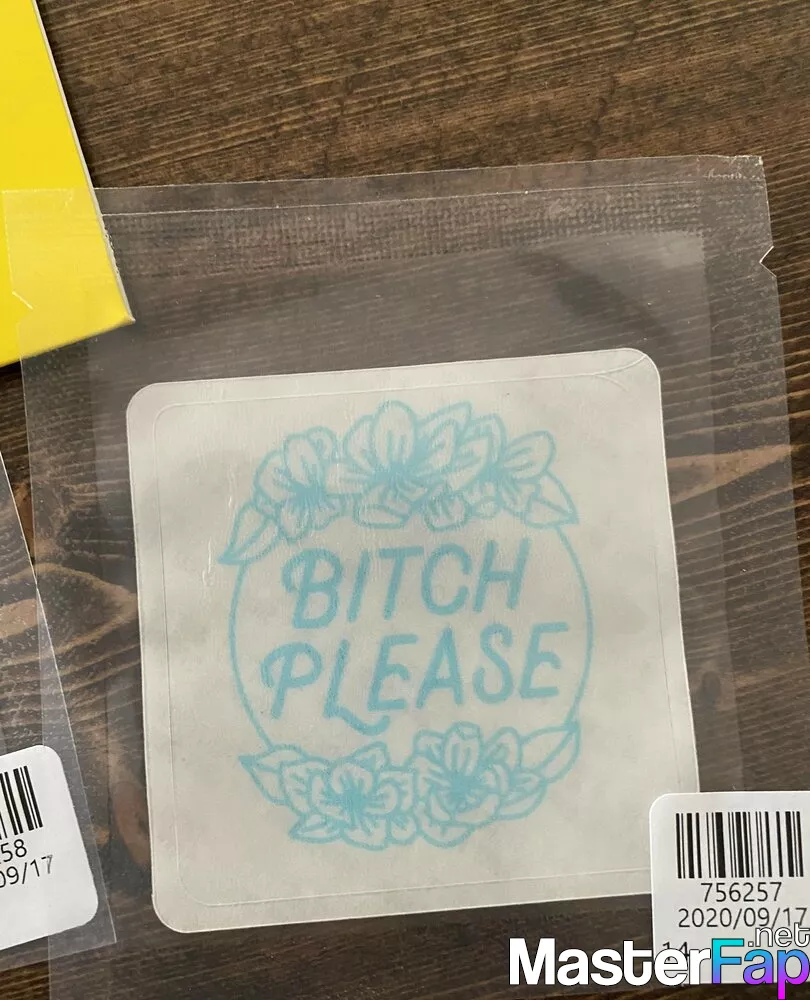 BITCH
PLEASE
58
09/17
756257
2020/09/17
.net
MasterFap